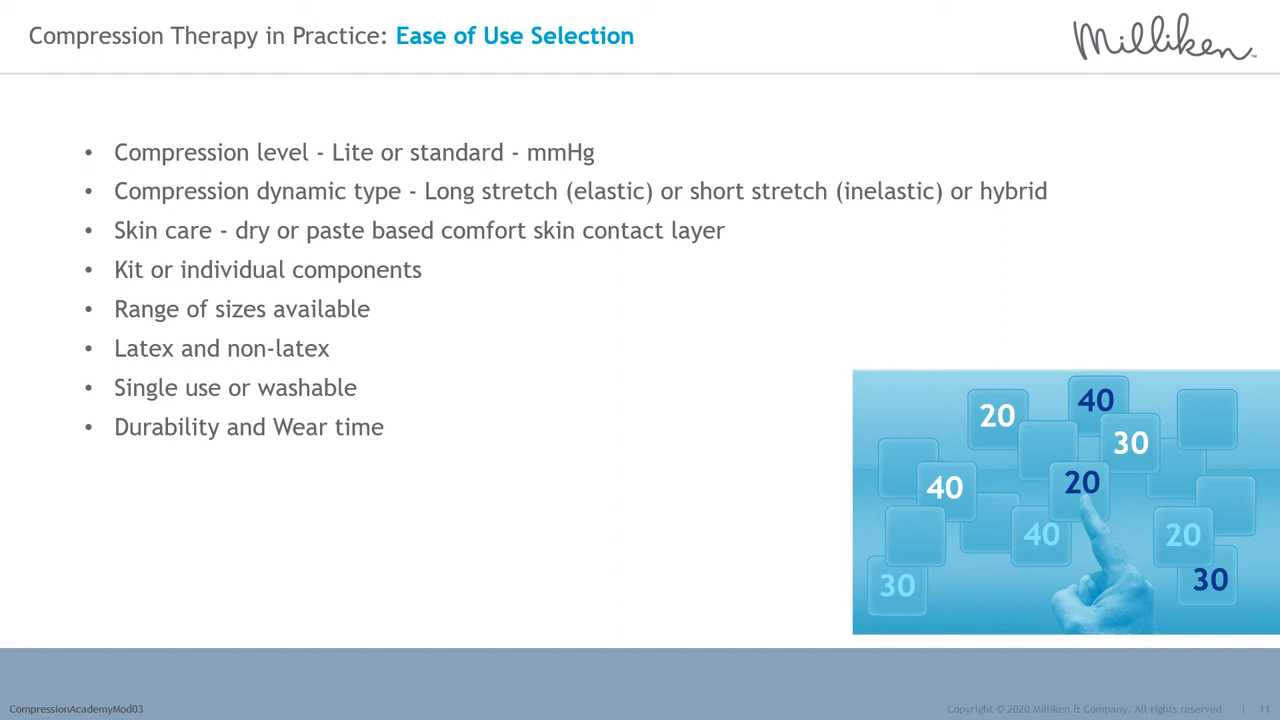 Compression Therapy in Practice: Ease of Use Selection
Milliken™
• Compression level - Lite or standard - mmHg
• Compression dynamic type - Long stretch (elastic) or short stretch (inelastic) or hybrid
• Skin care - dry or paste based comfort skin contact layer
• Kit or individual components
• Range of sizes available
• Latex and non-latex
• Single use or washable
• Durability and Wear time
20
40
30
40
20
40
20
30
30
CompressionAcademyMod03
Copyright © 2020 Milliken & Company. All rights reserved | 11